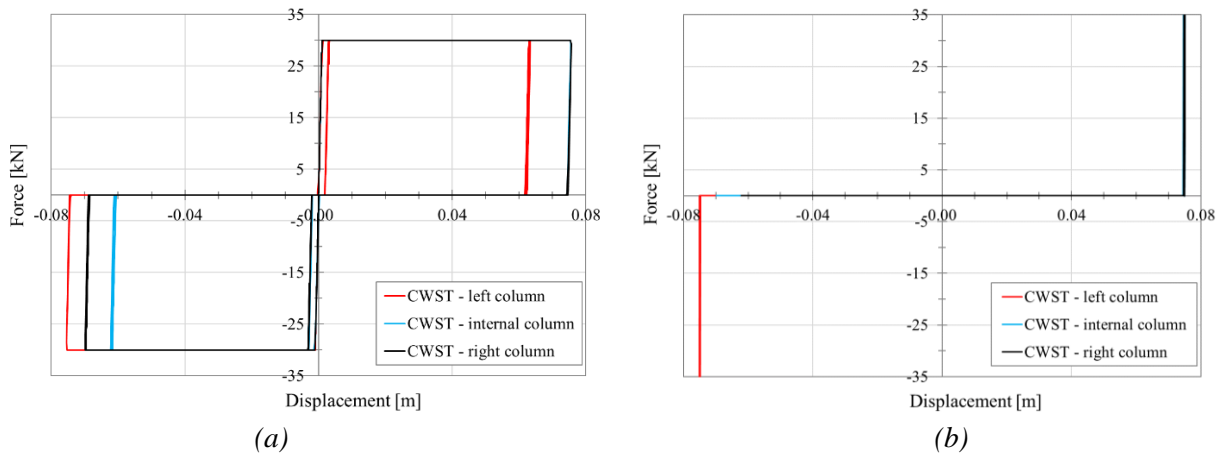 35
25
15
5
-5
-15
-25
-35
-0.08
-0.04
0.00
0.04
0.08
Force [kN]
Displacement [m]
CWST - left column
CWST - internal column
CWST - right column
(a)
35
25
15
5
-5
-15
-25
-35
-0.08
-0.04
0.00
0.04
0.08
Force [kN]
Displacement [m]
CWST - left column
CWST - internal column
CWST - right column
(b)